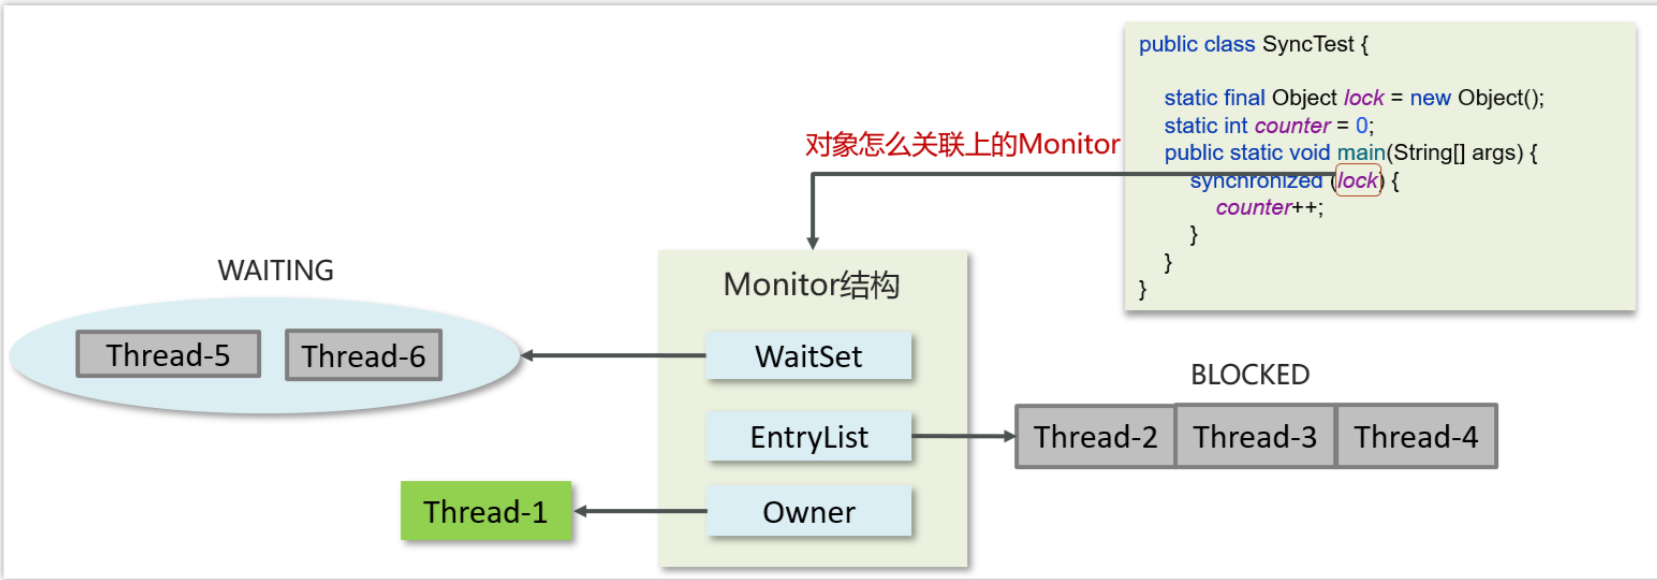 public class SyncTest {
static final Object lock = new Object();
static int counter = 0;
public static void main(String[] args) {
synchronized (lock) {
counter++;
}
}
}
对象怎么关联上的Monitor
WAITING
Thread-5
Thread-6
Monitor结构
WaitSet
EntryList
Owner
BLOCKED
Thread-2
Thread-3
Thread-4
Thread-1